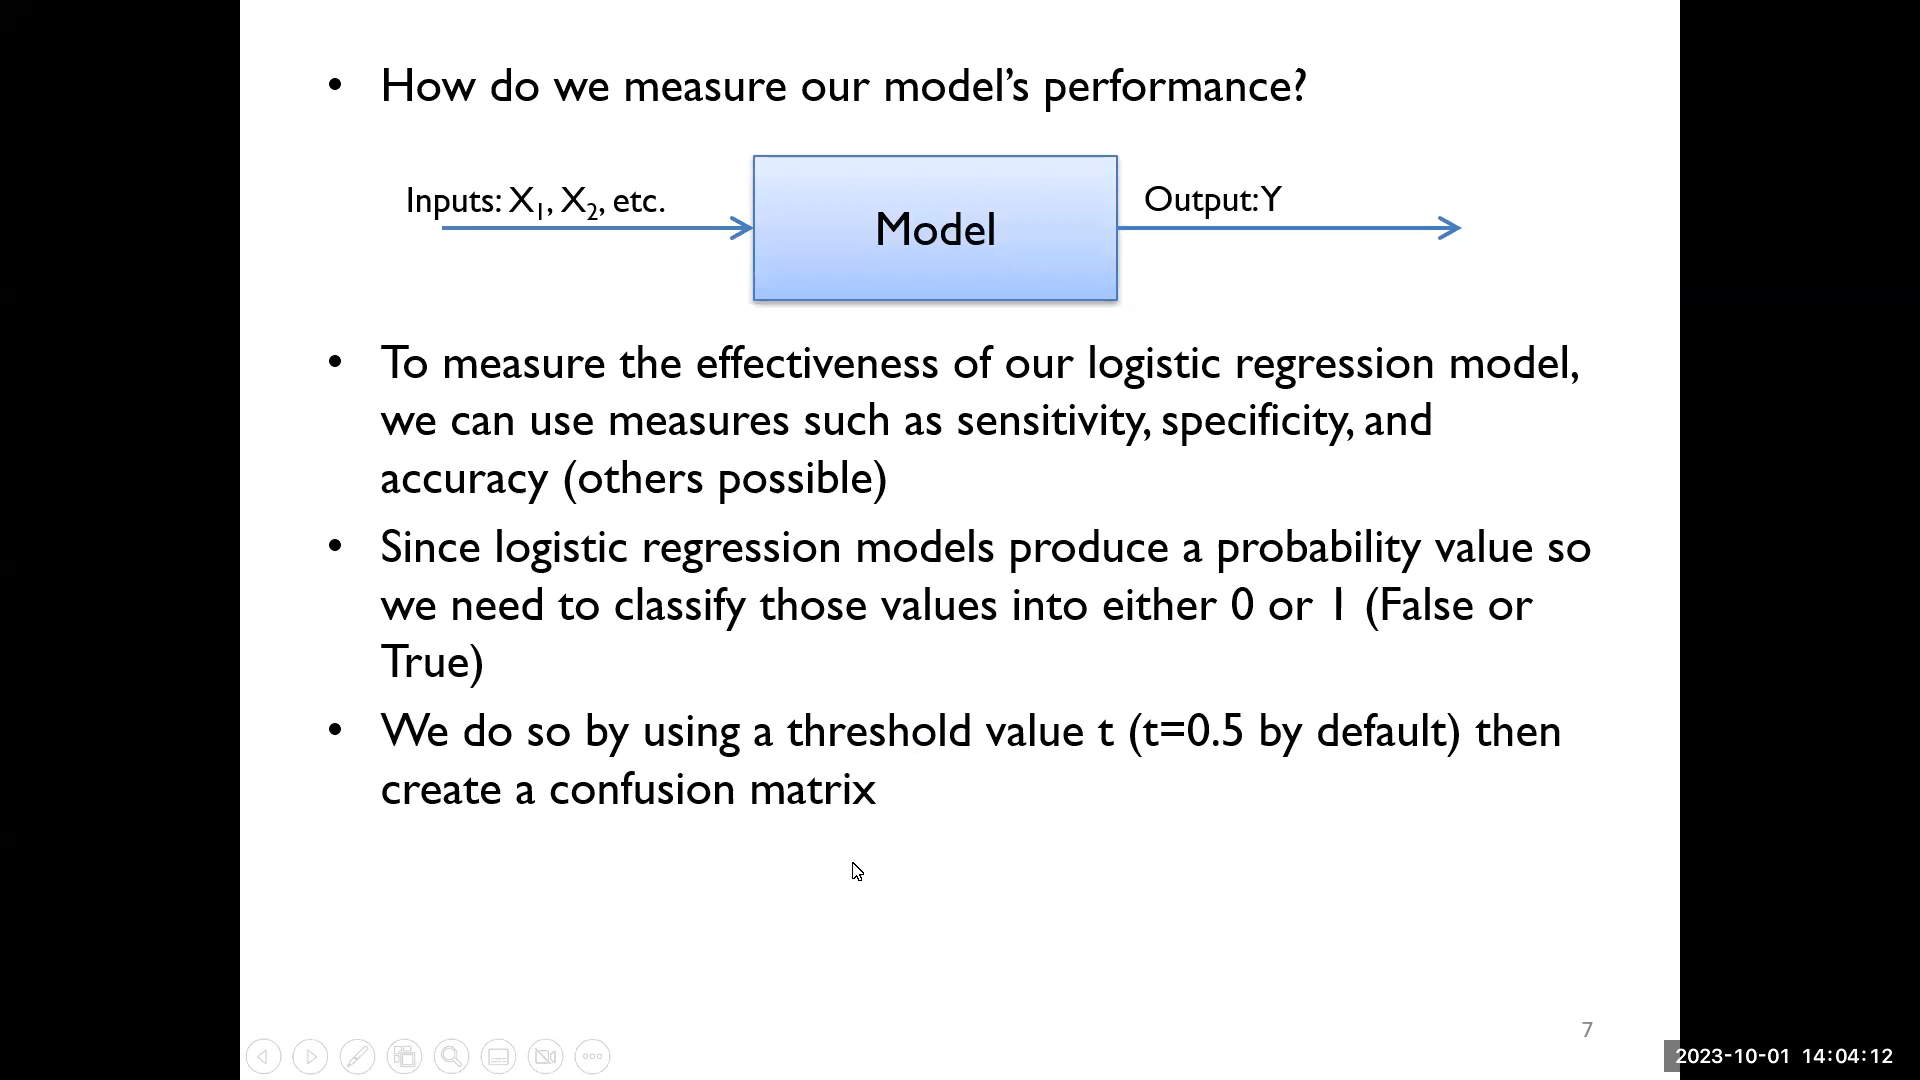 • How do we measure our model’s performance?
Inputs: X₁, X₂, etc.
Model
Output:Y
• To measure the effectiveness of our logistic regression model,
we can use measures such as sensitivity, specificity, and
accuracy (others possible)
• Since logistic regression models produce a probability value so
we need to classify those values into either 0 or 1 (False or
True)
• We do so by using a threshold value t (t=0.5 by default) then
create a confusion matrix
7
2023-10-01 14:04:12